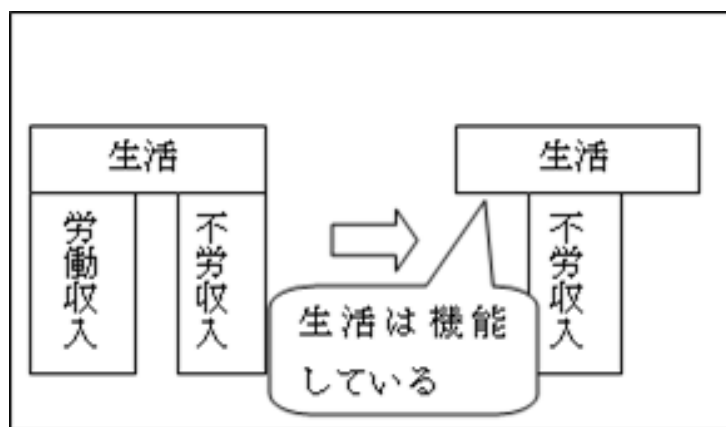 生活
労働収入
不労収入
生活
不労収入
生活は機能
している